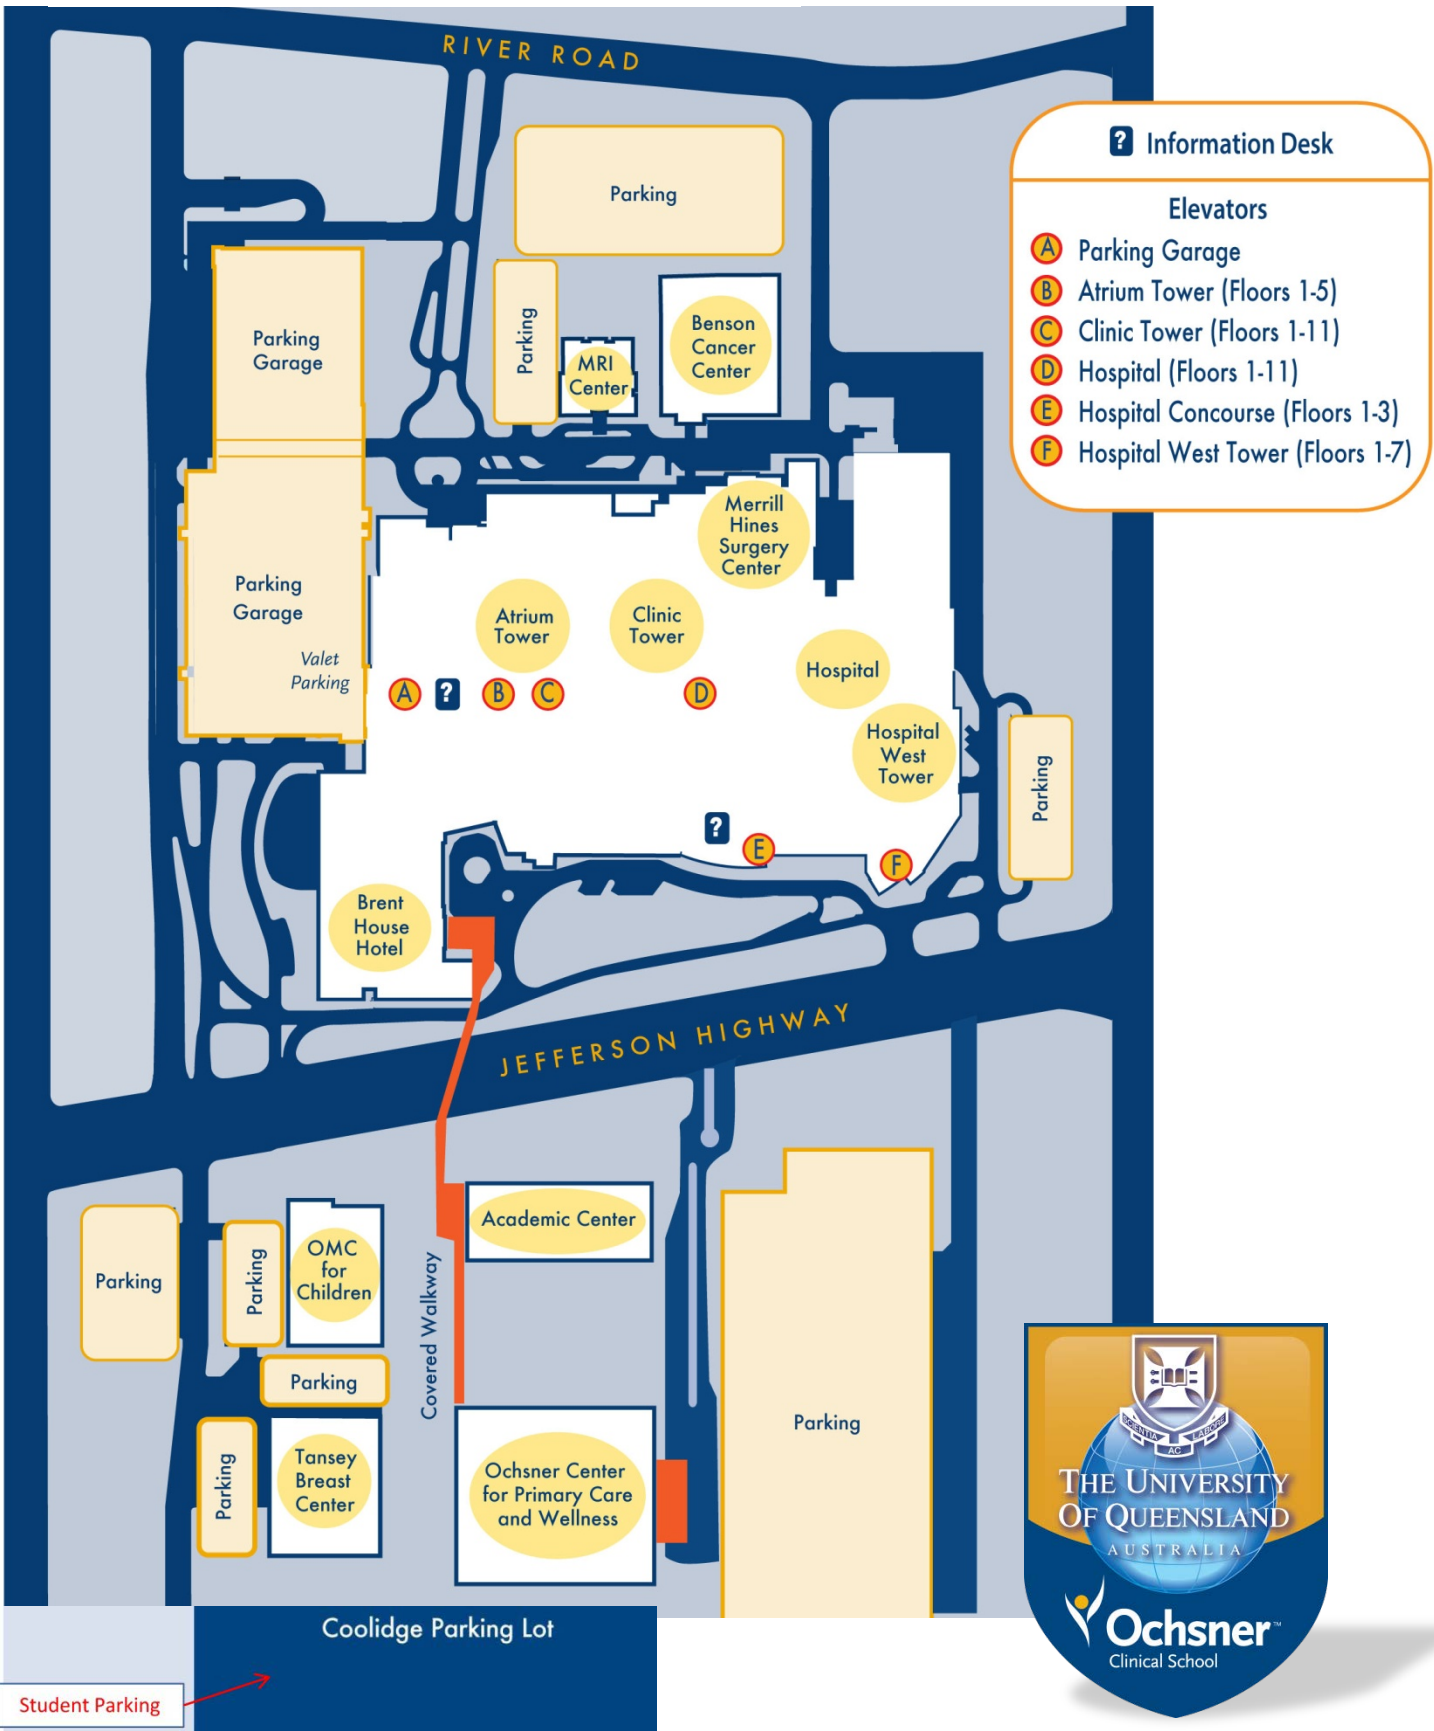 RIVER ROAD
? Information Desk
Elevators
A Parking Garage
B Atrium Tower (Floors 1-5)
C Clinic Tower (Floors 1-11)
D Hospital (Floors 1-11)
E Hospital Concourse (Floors 1-3)
F Hospital West Tower (Floors 1-7)
Parking
Parking
Garage
Parking
MRI
Center
Benson
Cancer
Center
Merrill
Hines
Surgery
Center
Parking
Garage
Valet
Parking
Atrium
Tower
Clinic
Tower
Hospital
A
?
B
C
D
Hospital
West
Tower
Parking
?
E
F
Brent
House
Hotel
JEFFERSON HIGHWAY
Academic Center
Parking
Parking
OMC
for
Children
Covered Walkway
Parking
Parking
Parking
Tansey
Breast
Center
Ochsner Center
for Primary Care
and Wellness
SCIENTIA
AC
LABORE
THE UNIVERSITY
OF QUEENSLAND
AUSTRALIA
Ochsner™
Clinical School
Coolidge Parking Lot
Student Parking